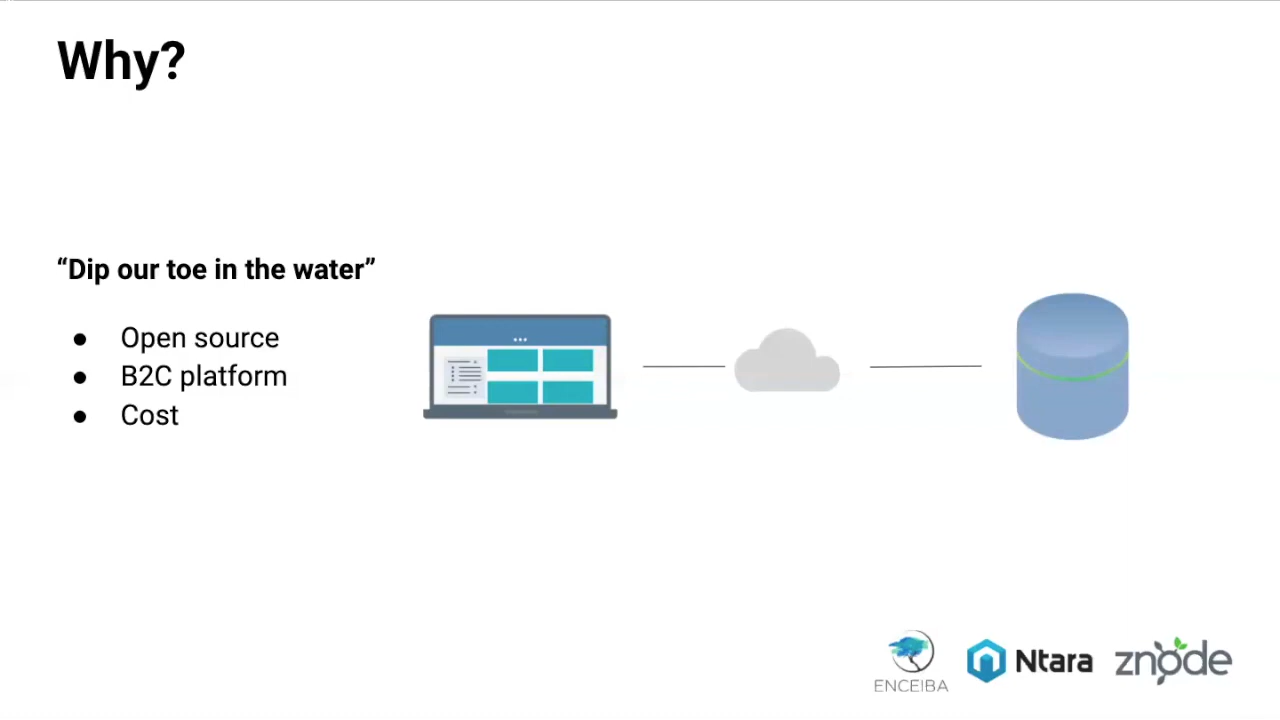 Why?
“Dip our toe in the water”
● Open source
● B2C platform
● Cost
ENCEIBA
Ntara
znode